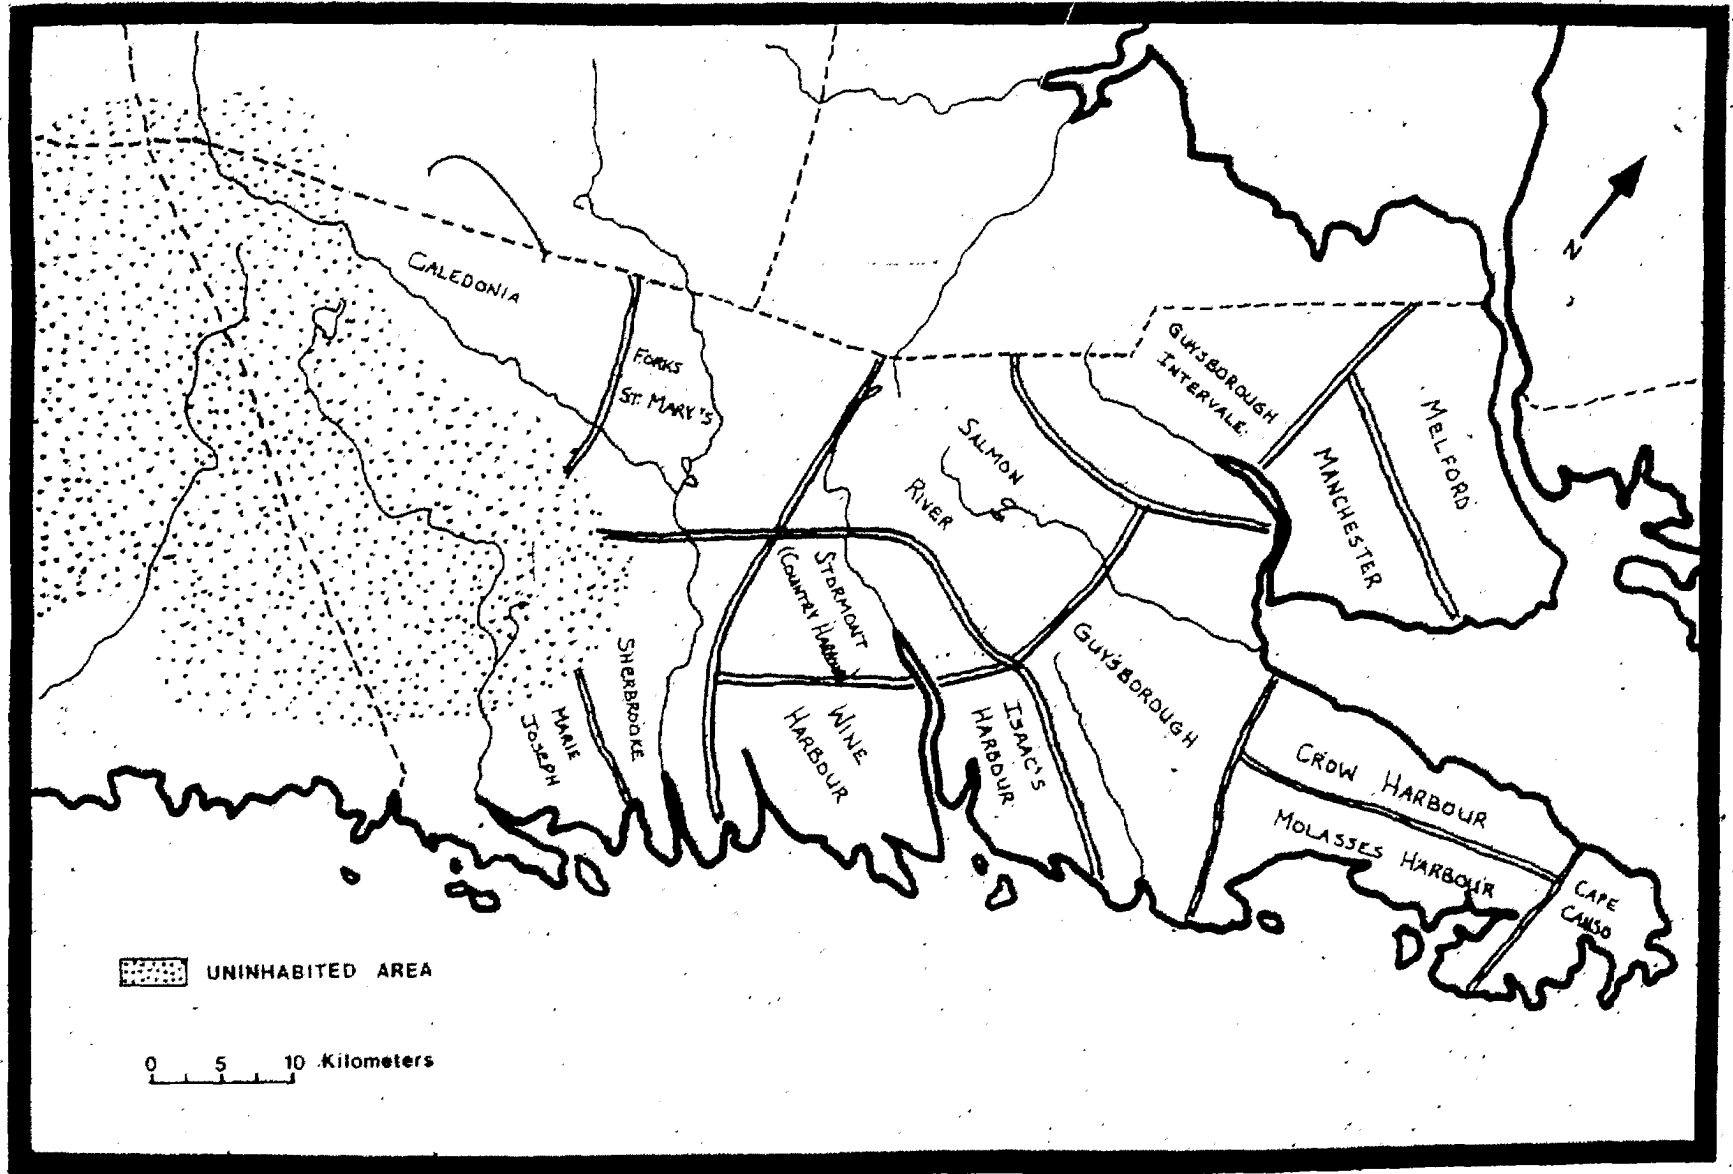 N
CALEDONIA
FORKS
ST. MARY'S
GUYSBOROUGH
INTERVALE
MELFORD
MANCHESTER
SALMON
RIVER
STORMONT
(COUNTRY HARBOUR)
GUYSBOROUGH
SHERBROOKE
MARIE
JOSEPH
WINE
HARBOUR
ISAAC'S
HARBOUR
CROW HARBOUR
MOLASSES HARBOUR
CAPE
CANSO
UNINHABITED AREA
0 5 10 Kilometers